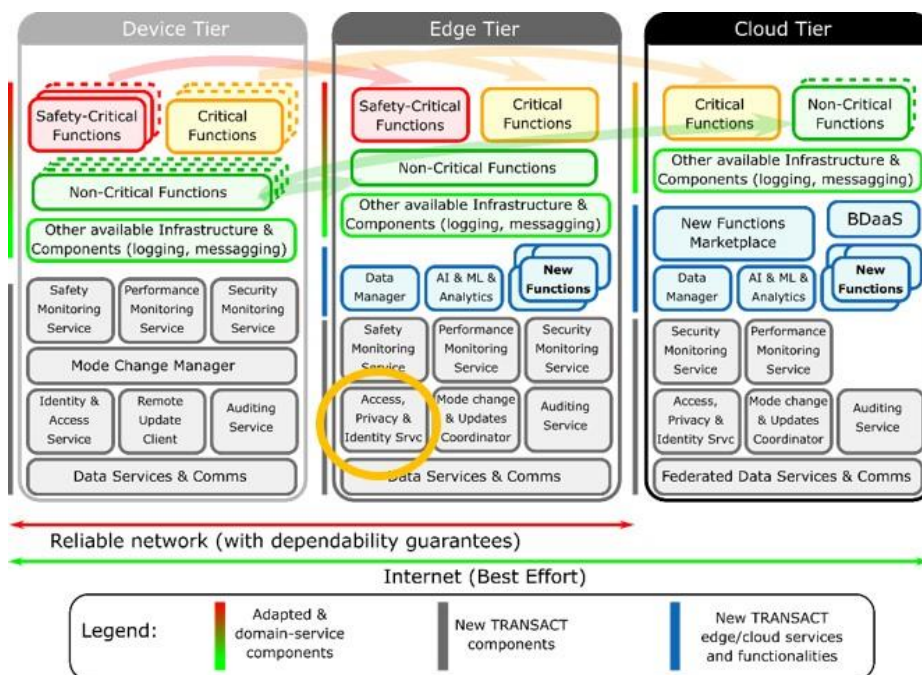 Device Tier
Edge Tier
Cloud Tier
Safety-Critical
Functions
Critical
Functions
Non-Critical Functions
Other available Infrastructure &
Components (logging, messagging)
Safety
Monitoring
Service
Performance
Monitoring
Service
Security
Monitoring
Service
Mode Change Manager
Identity &
Access
Service
Remote
Update
Client
Auditing
Service
Data Services & Comms
Safety-Critical
Functions
Critical
Functions
Non-Critical Functions
Other available Infrastructure &
Components (logging, messagging)
Data
Manager
AI & ML &
Analytics
New
Functions
Safety
Monitoring
Service
Performance
Monitoring
Service
Security
Monitoring
Service
Access,
Privacy &
Identity Srvc
Mode change
& Updates
Coordinator
Auditing
Service
Data Services & Comms
Critical
Functions
Non-Critical
Functions
Other available Infrastructure &
Components (logging, messaging)
New Functions
Marketplace
BDaaS
Data
Manager
AI & ML &
Analytics
New
Functions
Security
Monitoring
Service
Performance
Monitoring
Service
Access,
Privacy &
Identity Srvc
Mode change
& Updates
Coordinator
Auditing
Service
Federated Data Services & Comms
Reliable network (with dependability guarantees)
Internet (Best Effort)
Legend:
Adapted &
domain-service
components
New TRANSACT
components
New TRANSACT
edge/cloud services
and functionalities